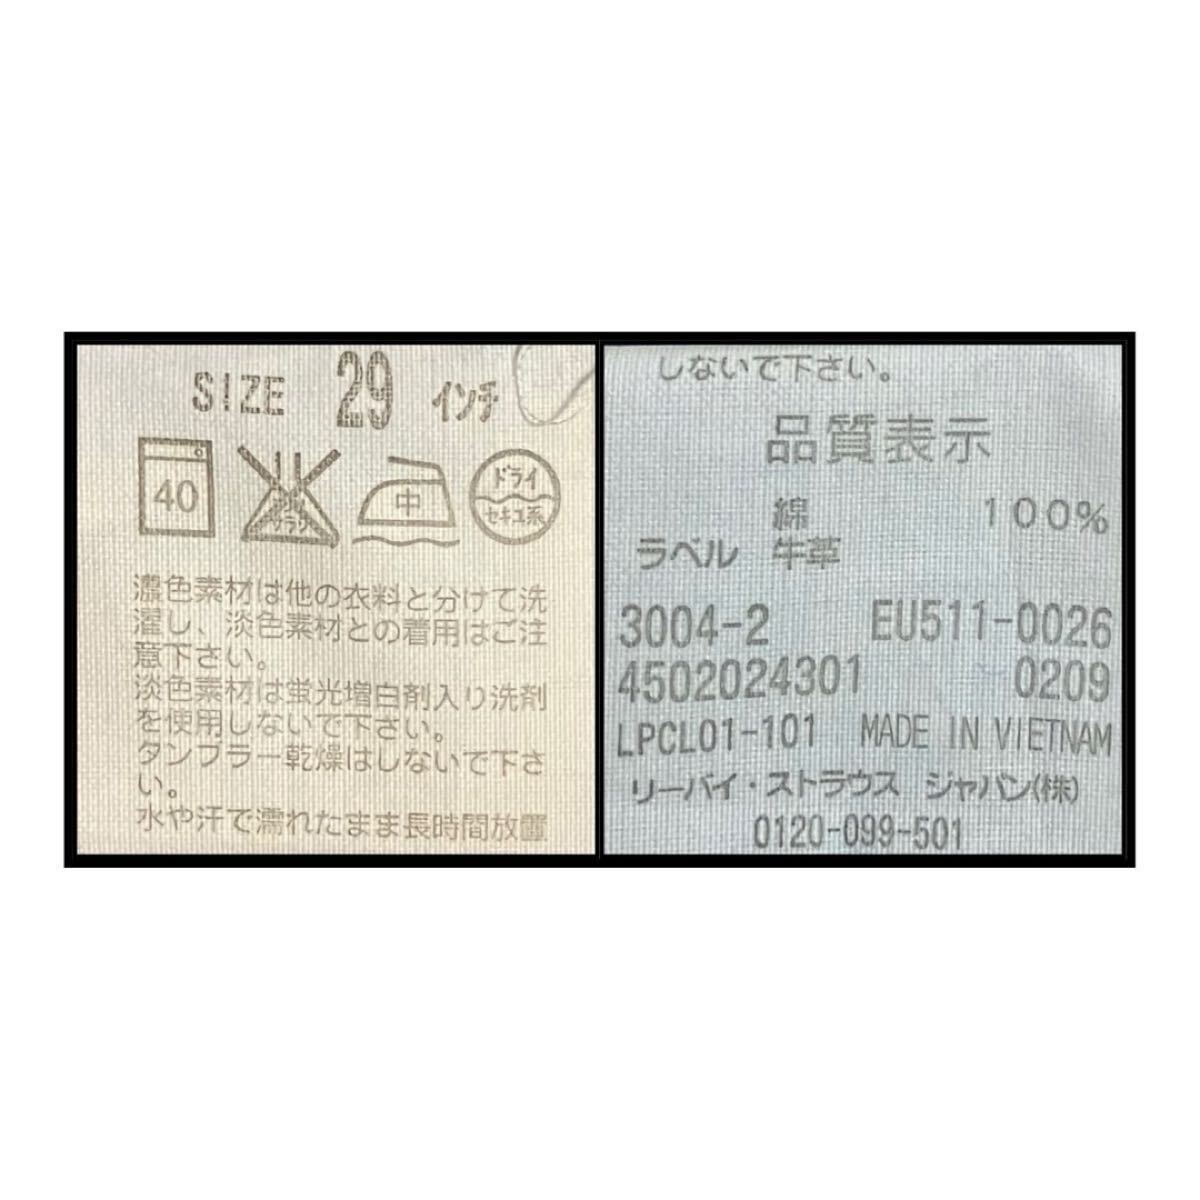 SIZE 29 インチ
40 エンソ サラシ 中 ドライ セキユ系
濃色素材は他の衣料と分けて洗
濯し、淡色素材との着用はご注
意下さい。
淡色素材は蛍光増白剤入り洗剤
を使用しないで下さい。
タンブラー乾燥はしないで下さ
い。
水や汗で濡れたまま長時間放置
しないで下さい。
品質表示
綿 100%
ラベル 牛革
3004-2 EU511-0026
4502024301 0209
LPCL01-101 MADE IN VIETNAM
リーバイ・ストラウス ジャパン(株)
0120-099-501